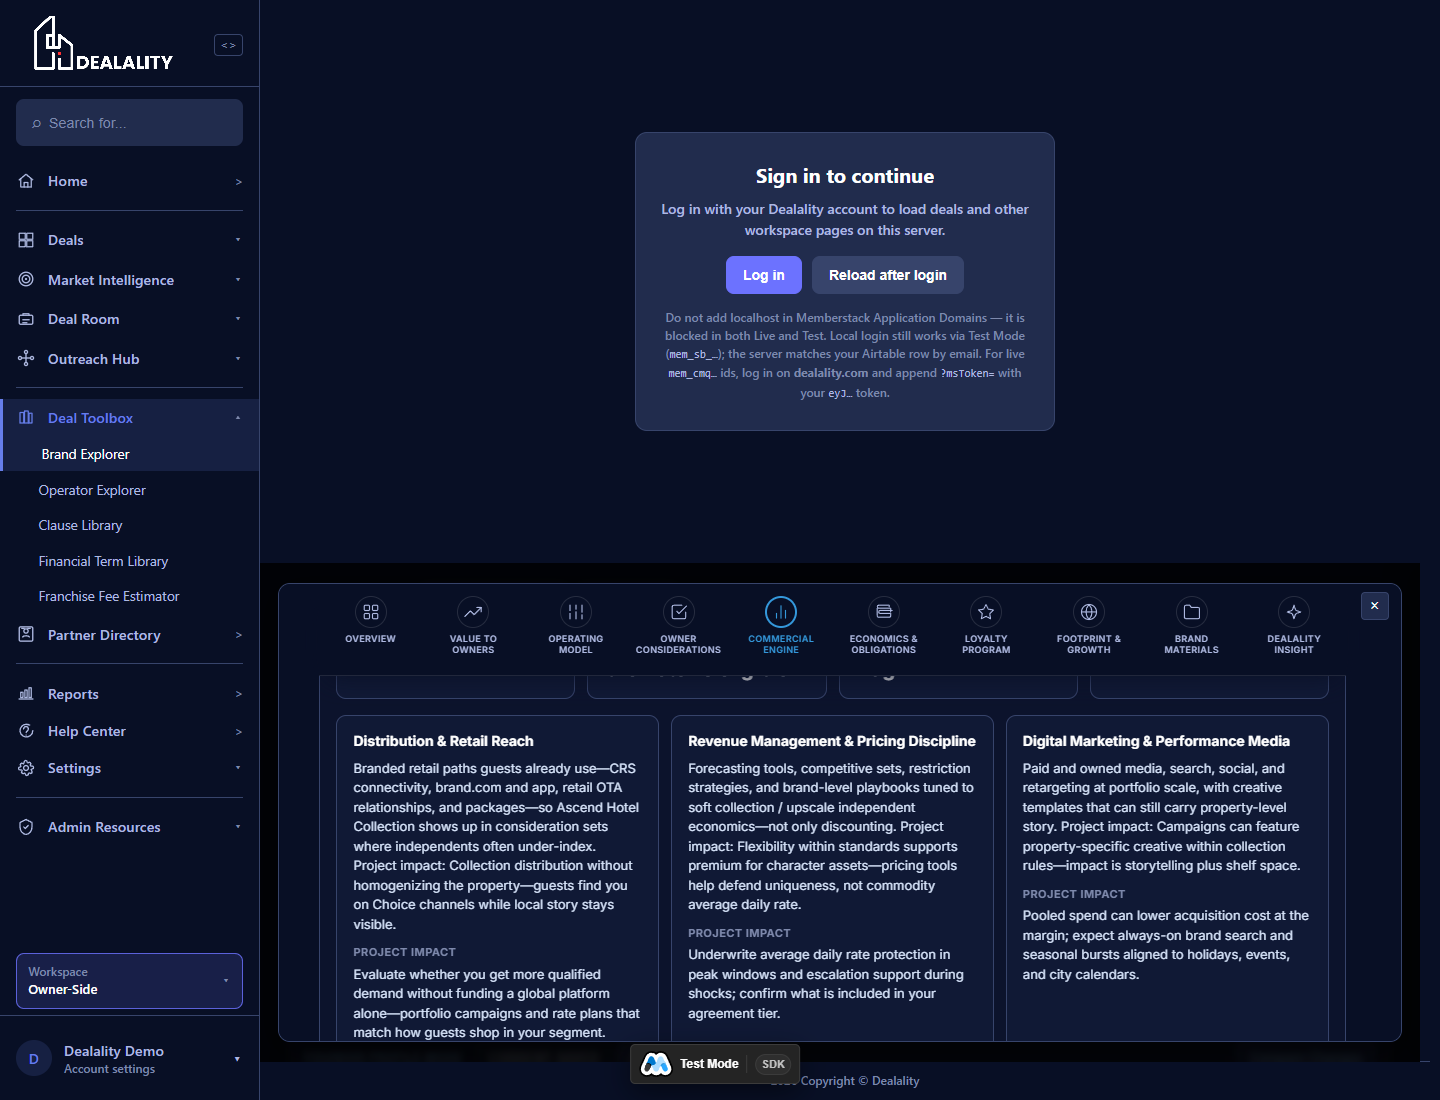 DEALALITY
< >
Search for...
Home
Deals
Market Intelligence
Deal Room
Outreach Hub
Deal Toolbox
Brand Explorer
Operator Explorer
Clause Library
Financial Term Library
Franchise Fee Estimator
Partner Directory
Reports
Help Center
Settings
Admin Resources
Workspace
Owner-Side
D
Dealality Demo
Account settings
Sign in to continue
Log in with your Dealality account to load deals and other
workspace pages on this server.
Log in
Reload after login
Do not add localhost in Memberstack Application Domains — it is
blocked in both Live and Test. Local login still works via Test Mode
(mem_sb_…); the server matches your Airtable row by email. For live
mem_cmq… ids, log in on dealality.com and append ?msToken= with
your eyJ… token.
OVERVIEW
VALUE TO
OWNERS
OPERATING
MODEL
OWNER
CONSIDERATIONS
COMMERCIAL
ENGINE
ECONOMICS &
OBLIGATIONS
LOYALTY
PROGRAM
FOOTPRINT &
GROWTH
BRAND
MATERIALS
DEALALITY
INSIGHT
×
Distribution & Retail Reach
Branded retail paths guests already use—CRS
connectivity, brand.com and app, retail OTA
relationships, and packages—so Ascend Hotel
Collection shows up in consideration sets
where independents often under-index.
Project impact: Collection distribution without
homogenizing the property—guests find you
on Choice channels while local story stays
visible.
PROJECT IMPACT
Evaluate whether you get more qualified
demand without funding a global platform
alone—portfolio campaigns and rate plans that
match how guests shop in your segment.
Revenue Management & Pricing Discipline
Forecasting tools, competitive sets, restriction
strategies, and brand-level playbooks tuned to
soft collection / upscale independent
economics—not only discounting. Project
impact: Flexibility within standards supports
premium for character assets—pricing tools
help defend uniqueness, not commodity
average daily rate.
PROJECT IMPACT
Underwrite average daily rate protection in
peak windows and escalation support during
shocks; confirm what is included in your
agreement tier.
Digital Marketing & Performance Media
Paid and owned media, search, social, and
retargeting at portfolio scale, with creative
templates that can still carry property-level
story. Project impact: Campaigns can feature
property-specific creative within collection
rules—impact is storytelling plus shelf space.
PROJECT IMPACT
Pooled spend can lower acquisition cost at the
margin; expect always-on brand search and
seasonal bursts aligned to holidays, events,
and city calendars.
Test Mode
SDK
Copyright © Dealality